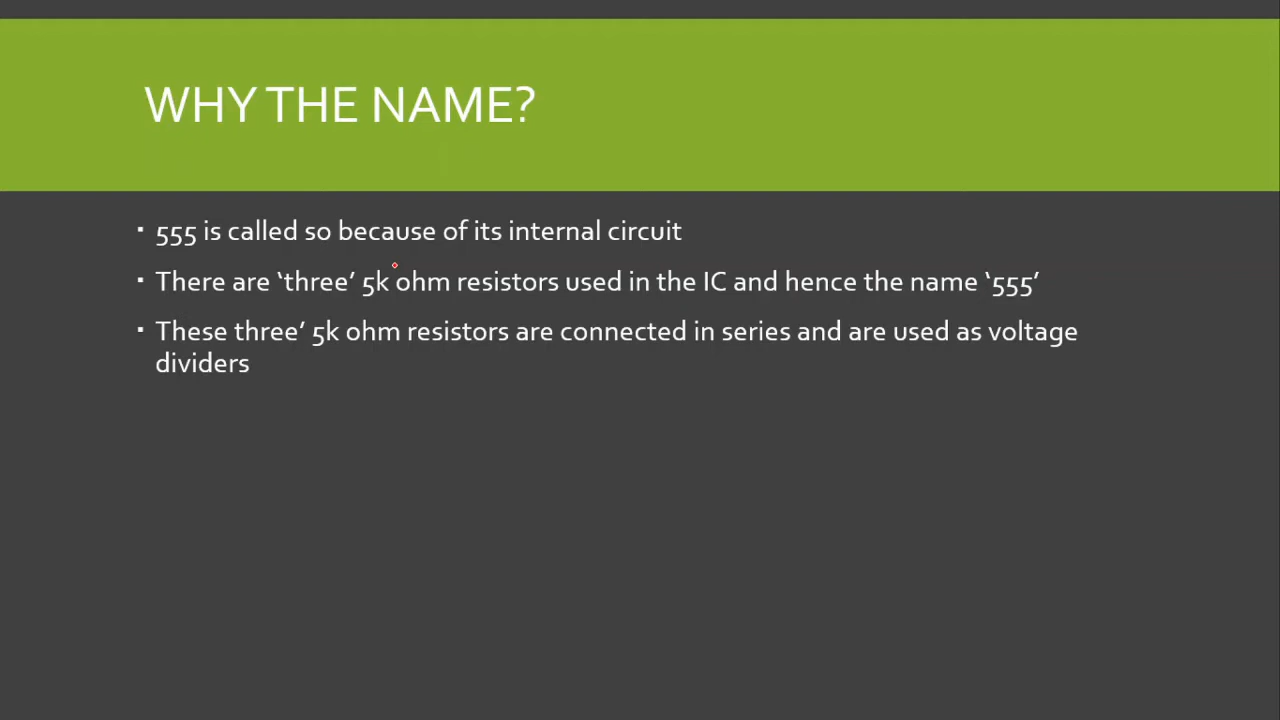 WHY THE NAME?
▪ 555 is called so because of its internal circuit
▪ There are ‘three’ 5k ohm resistors used in the IC and hence the name ‘555’
▪ These three’ 5k ohm resistors are connected in series and are used as voltage
dividers